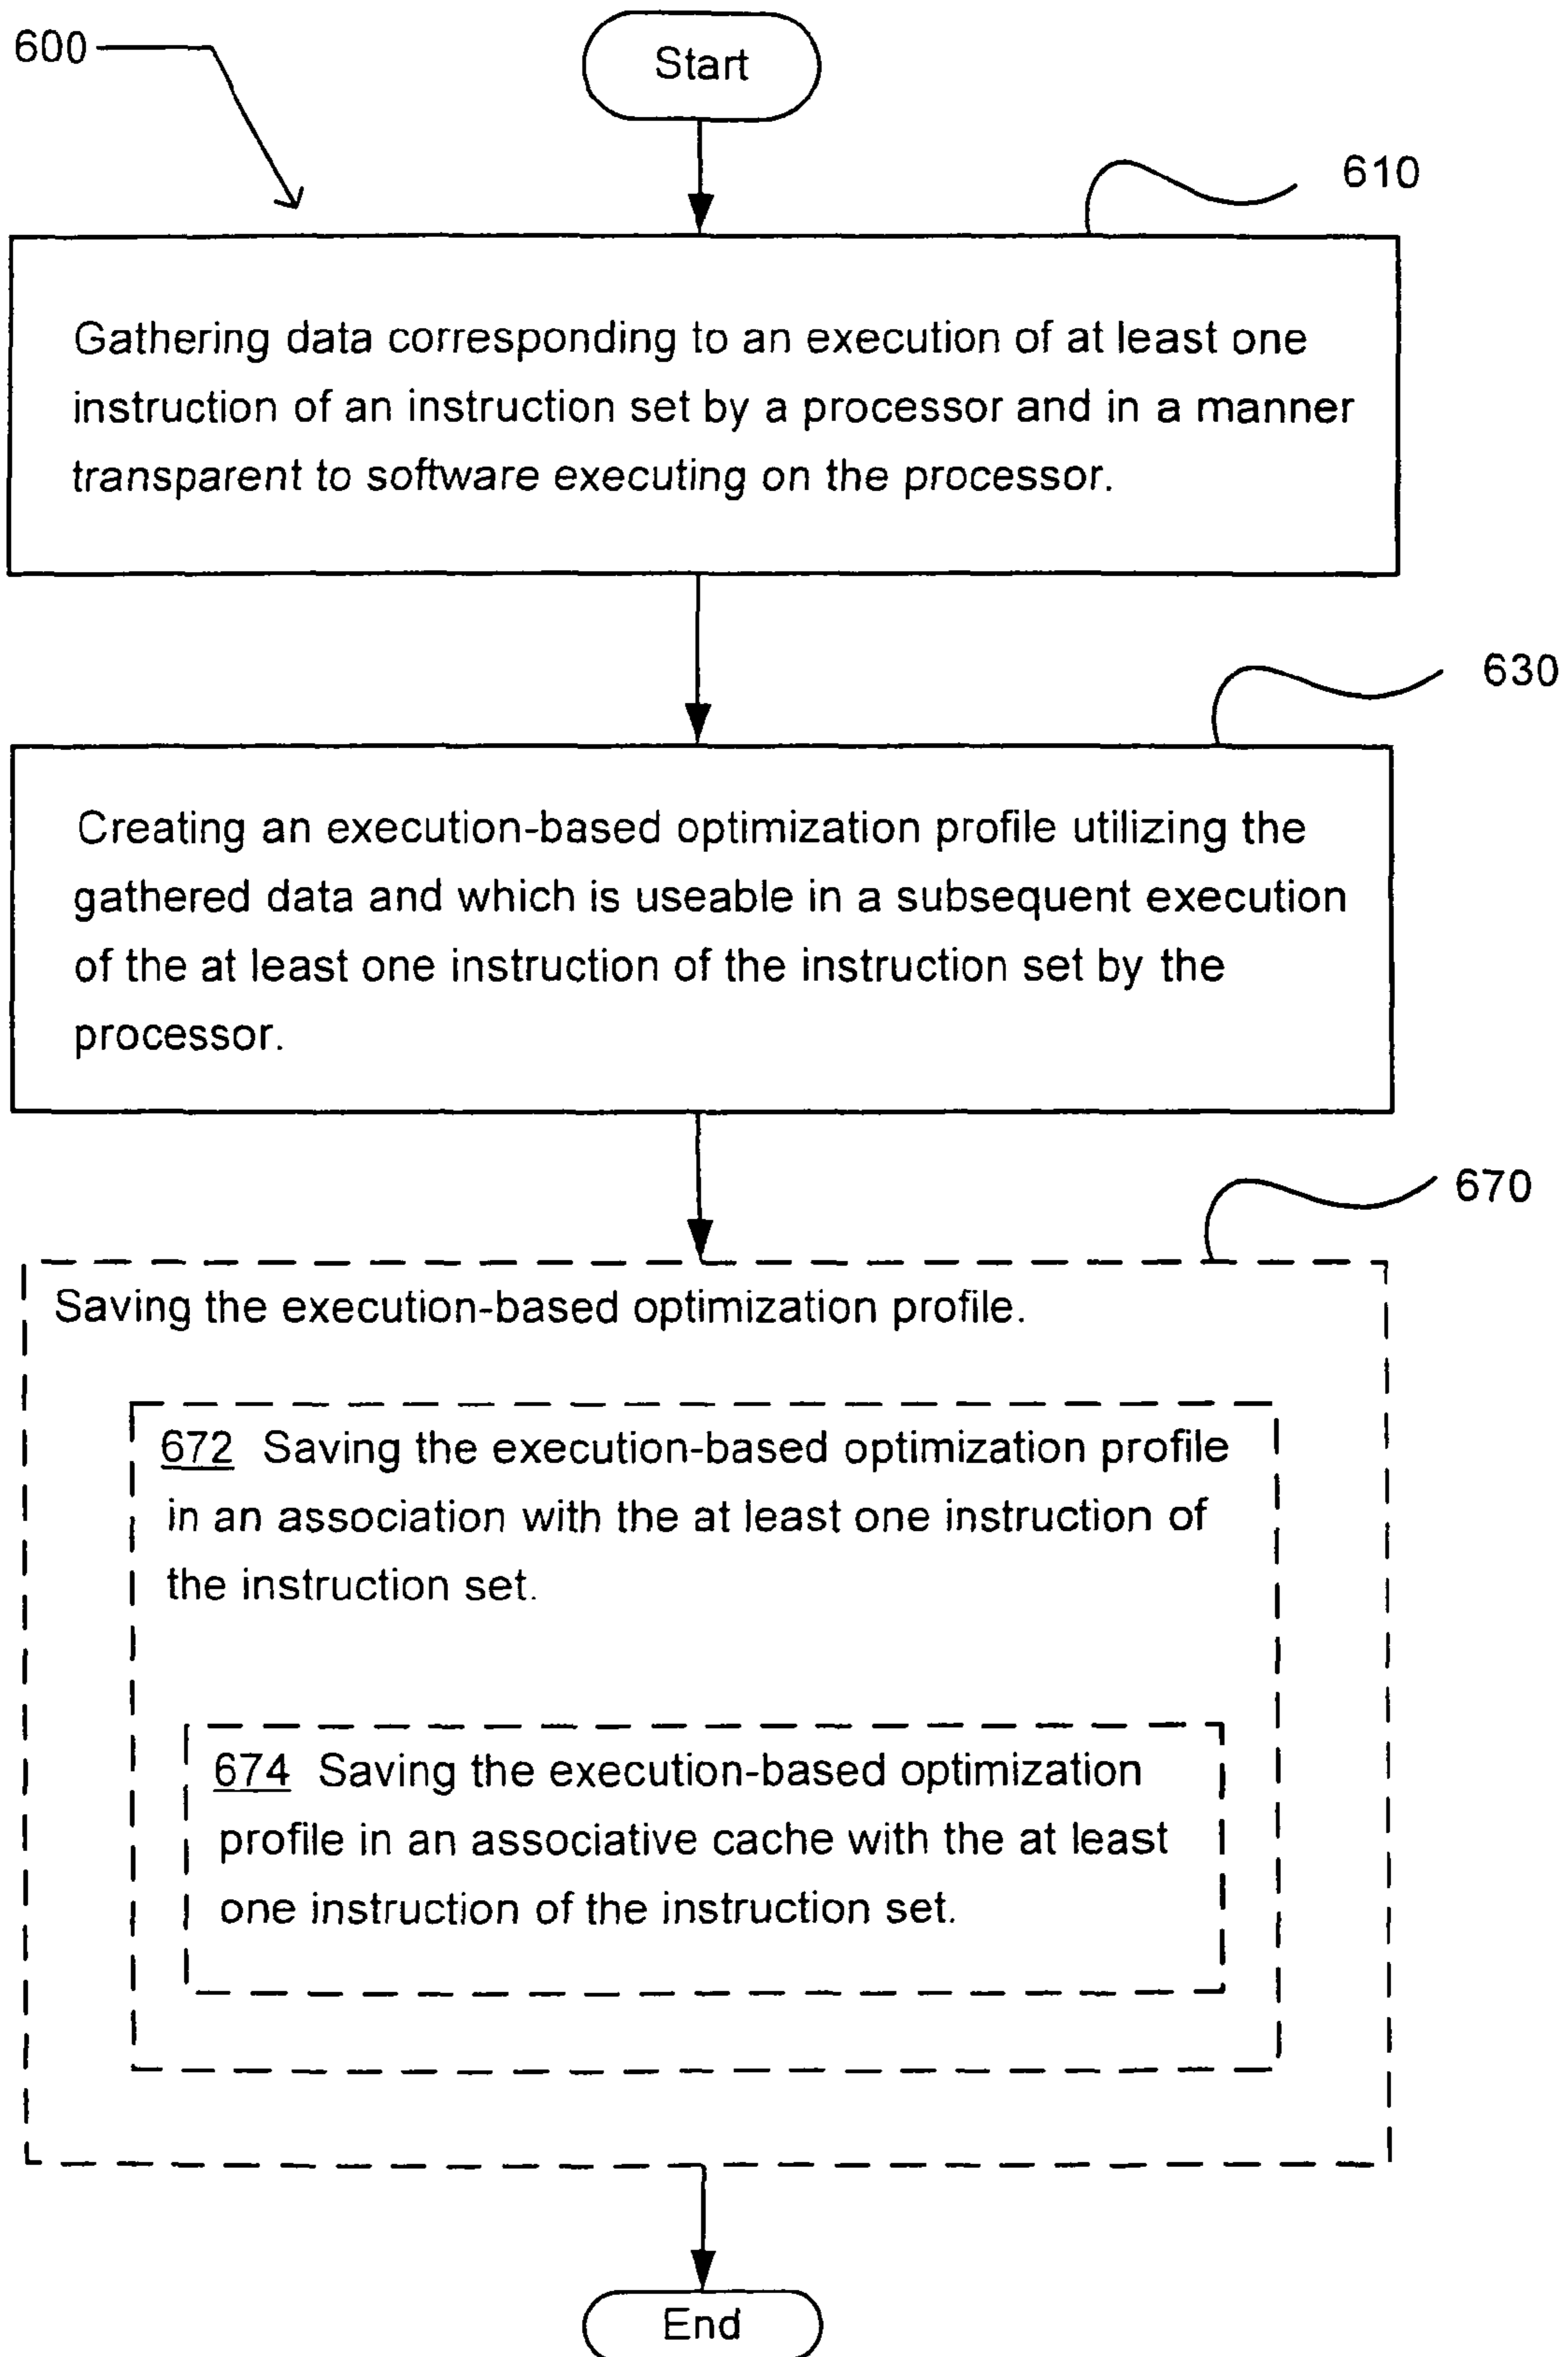 600
Start
610
Gathering data corresponding to an execution of at least one
instruction of an instruction set by a processor and in a manner
transparent to software executing on the processor.
630
Creating an execution-based optimization profile utilizing the
gathered data and which is useable in a subsequent execution
of the at least one instruction of the instruction set by the
processor.
670
Saving the execution-based optimization profile.
672 Saving the execution-based optimization profile
in an association with the at least one instruction of
the instruction set.
674 Saving the execution-based optimization
profile in an associative cache with the at least
one instruction of the instruction set.
End